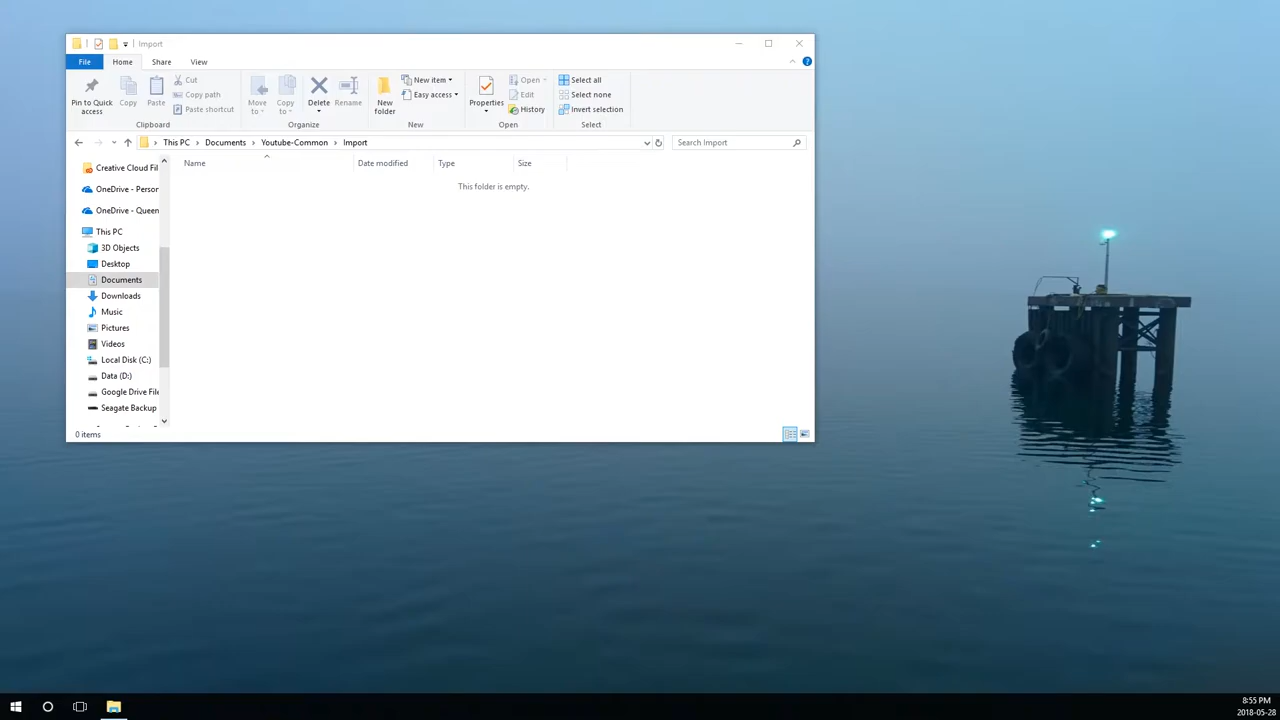 Import
File Home Share View
Pin to Quick access
Copy
Paste
Cut
Copy path
Paste shortcut
Clipboard
Move to
Copy to
Delete
Rename
Organize
New folder
New item
Easy access
New
Properties
Open
Edit
History
Open
Select all
Select none
Invert selection
Select
This PC Documents Youtube-Common Import
Search Import
Name Date modified Type Size
This folder is empty.
Creative Cloud Fil
OneDrive - Person
OneDrive - Queen
This PC
3D Objects
Desktop
Documents
Downloads
Music
Pictures
Videos
Local Disk (C:)
Data (D:)
Google Drive File
Seagate Backup
0 items
8:55 PM
2018-05-28